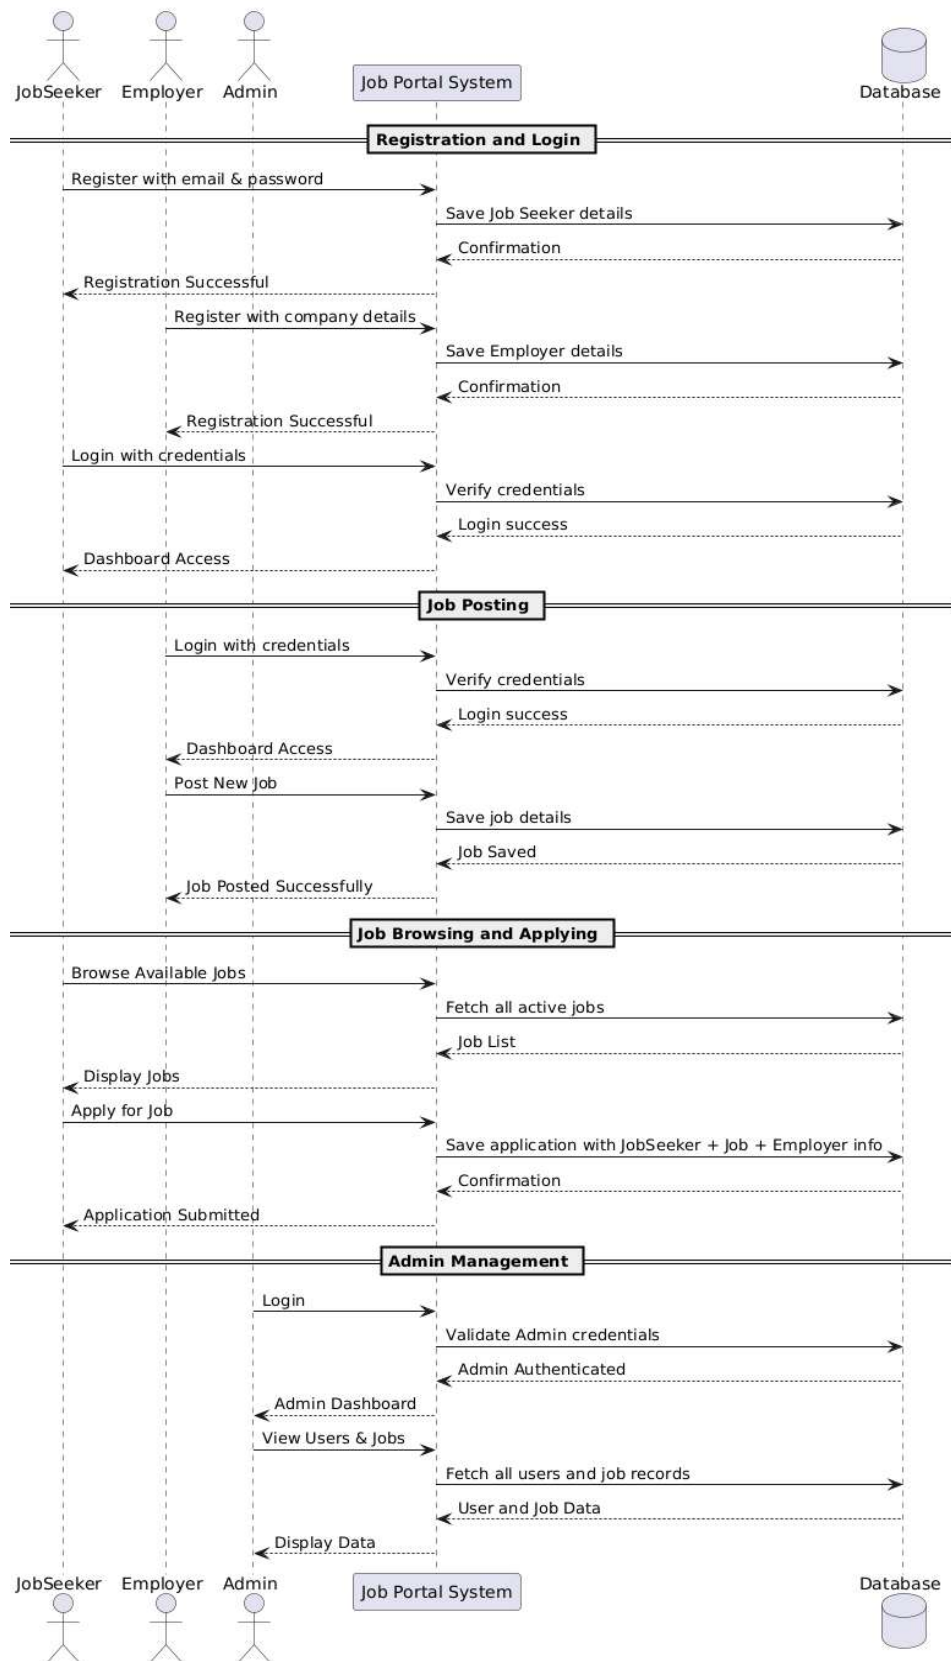 JobSeeker
Employer
Admin
Job Portal System
Database
Registration and Login
Register with email & password
Save Job Seeker details
Confirmation
Registration Successful
Register with company details
Save Employer details
Confirmation
Registration Successful
Login with credentials
Verify credentials
Login success
Dashboard Access
Job Posting
Login with credentials
Verify credentials
Login success
Dashboard Access
Post New Job
Save job details
Job Saved
Job Posted Successfully
Job Browsing and Applying
Browse Available Jobs
Fetch all active jobs
Job List
Display Jobs
Apply for Job
Save application with JobSeeker + Job + Employer info
Confirmation
Application Submitted
Admin Management
Login
Validate Admin credentials
Admin Authenticated
Admin Dashboard
View Users & Jobs
Fetch all users and job records
User and Job Data
Display Data
JobSeeker
Employer
Admin
Job Portal System
Database